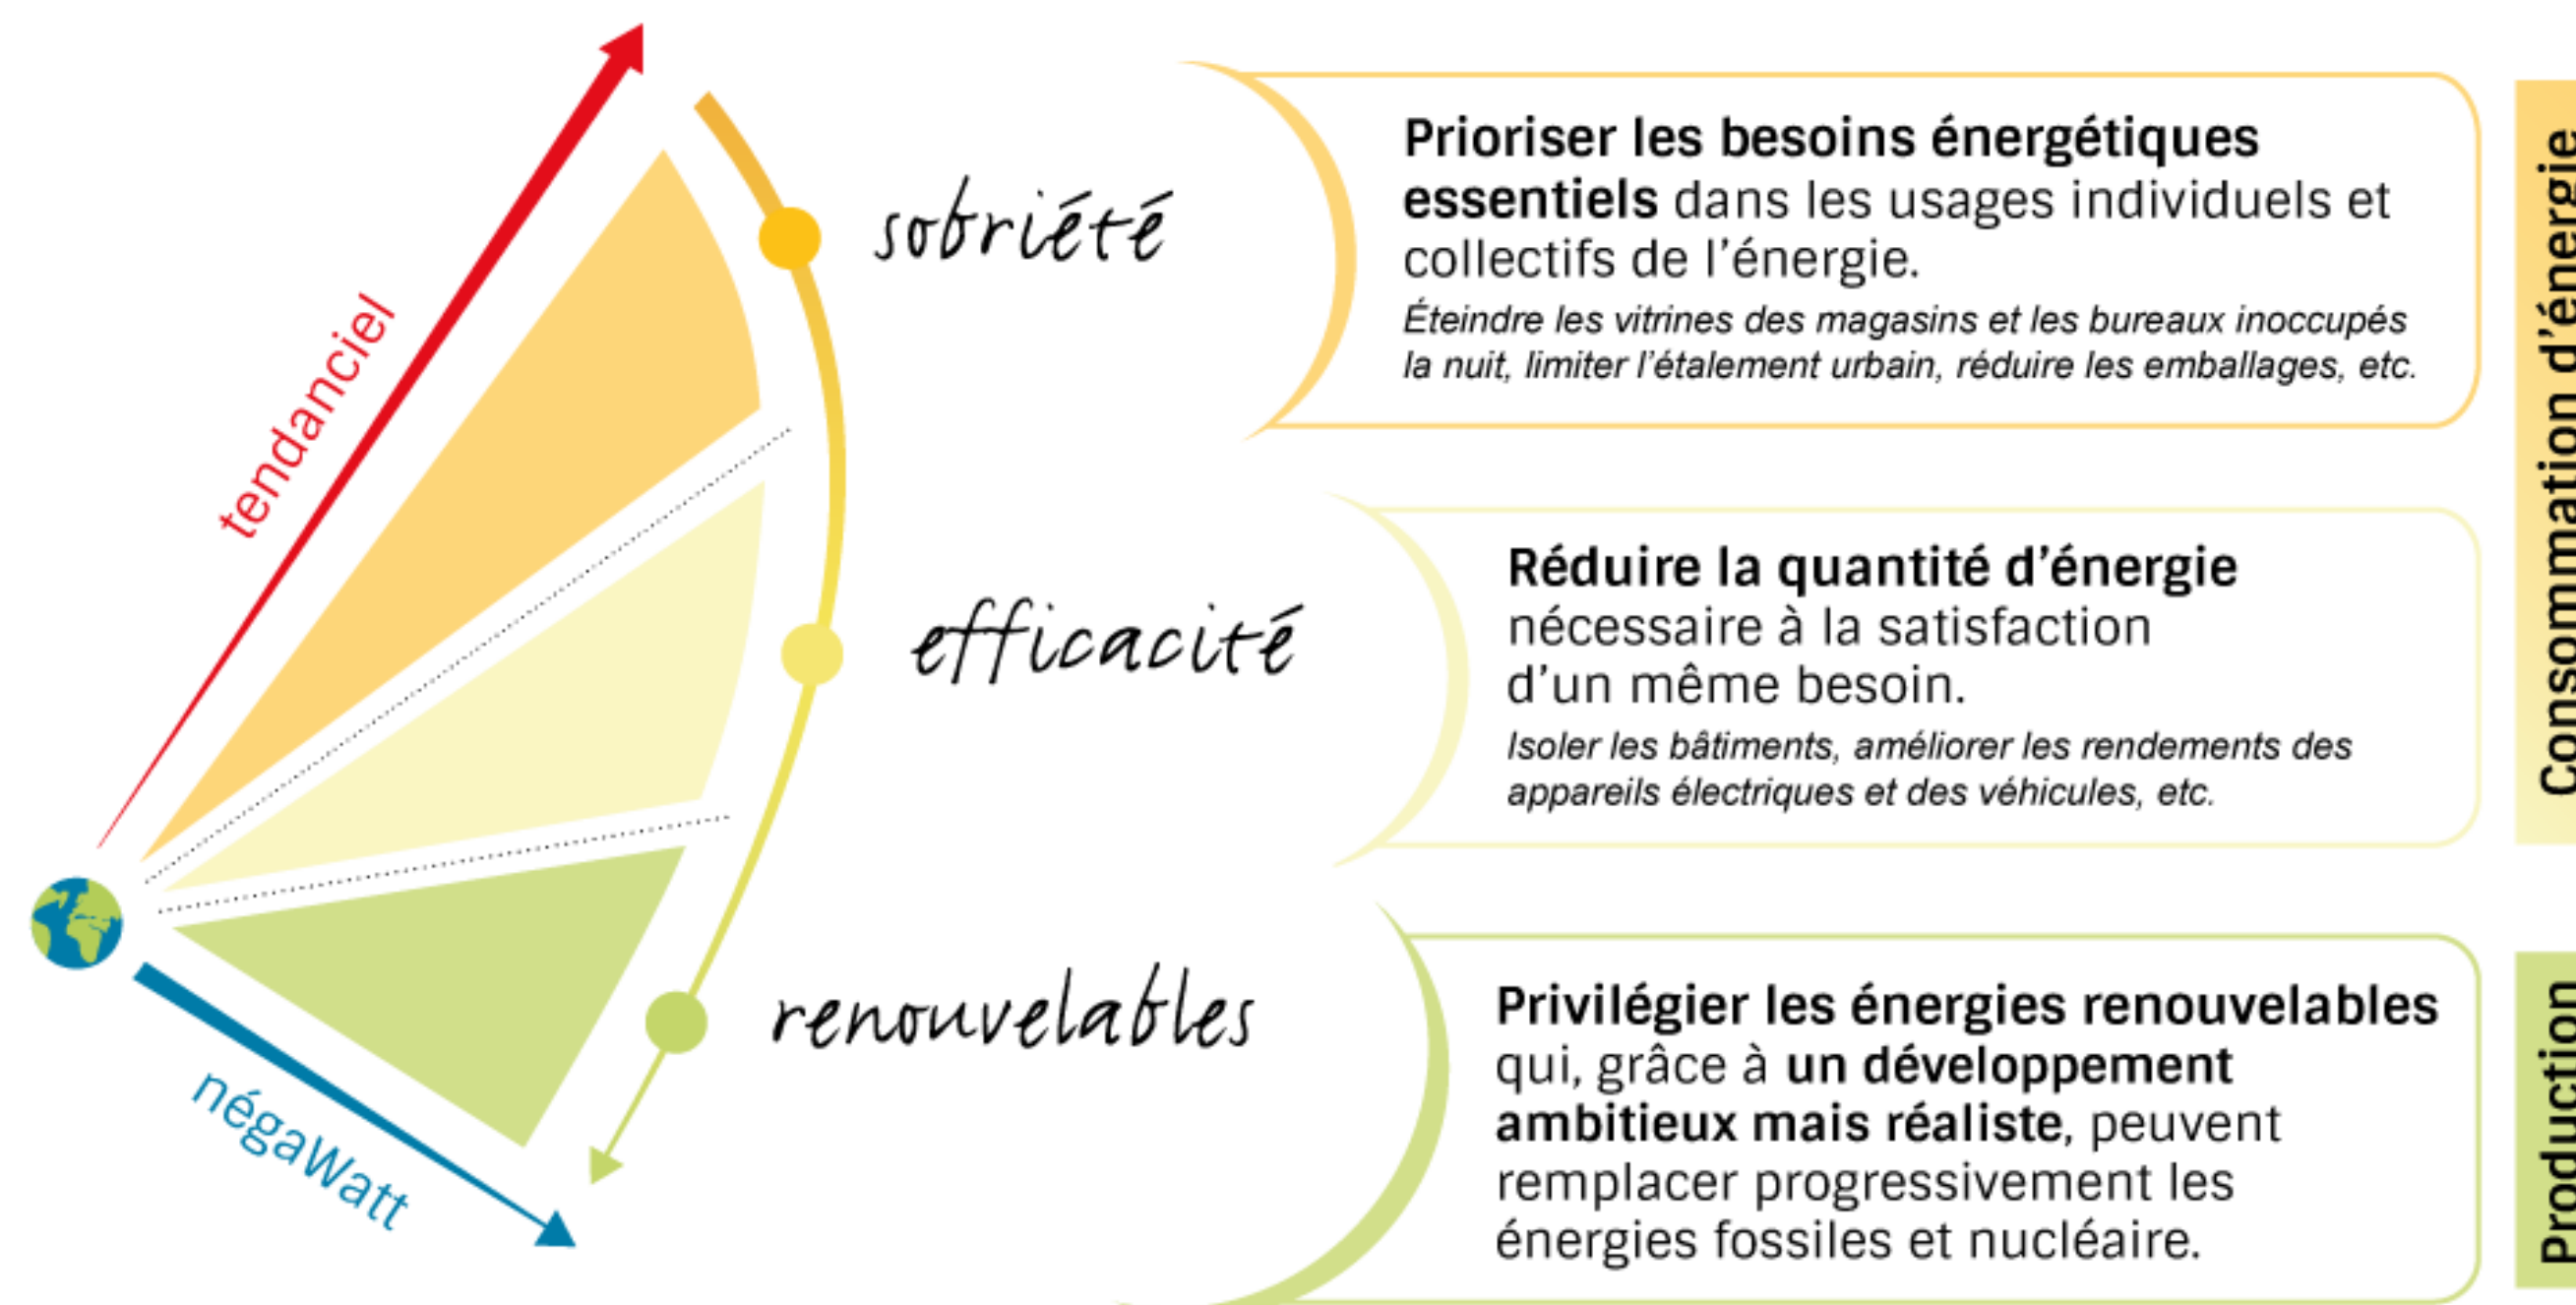 tendanciel
négaWatt
sobriété
Prioriser les besoins énergétiques
essentiels dans les usages individuels et
collectifs de l'énergie.
Éteindre les vitrines des magasins et les bureaux inoccupés
la nuit, limiter l'étalement urbain, réduire les emballages, etc.
efficacité
Réduire la quantité d'énergie
nécessaire à la satisfaction
d'un même besoin.
Isoler les bâtiments, améliorer les rendements des
appareils électriques et des véhicules, etc.
renouvelables
Privilégier les énergies renouvelables
qui, grâce à un développement
ambitieux mais réaliste, peuvent
remplacer progressivement les
énergies fossiles et nucléaire.
Consommation d'énergie
Production